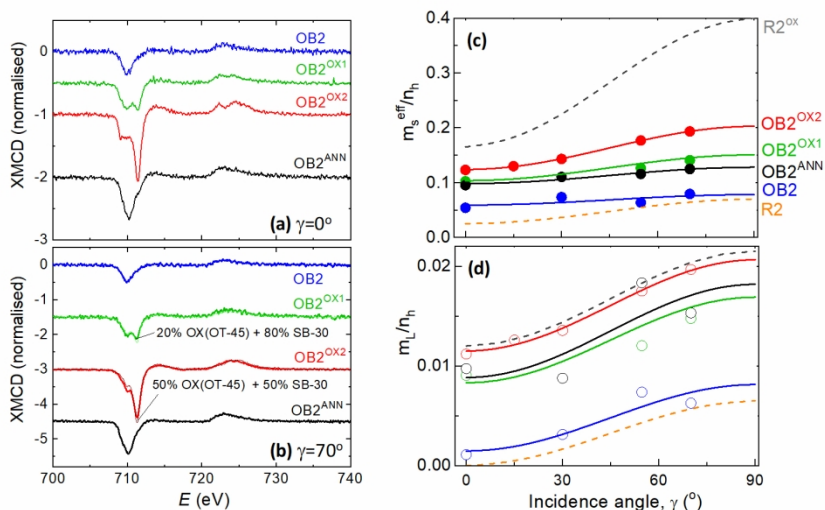 XMCD (normalised)
0
-1
-2
-3
OB2
OB2^OX1
OB2^OX2
OB2^ANN
(a) γ=0°
XMCD (normalised)
0
-1
-2
-3
-4
-5
OB2
OB2^OX1
20% OX(OT-45) + 80% SB-30
OB2^OX2
50% OX(OT-45) + 50% SB-30
OB2^ANN
(b) γ=70°
700 710 720 730 740
E (eV)
m_s^eff/n_h
0.4
0.3
0.2
0.1
0.0
(c)
R2^ox
OB2^OX2
OB2^OX1
OB2^ANN
OB2
R2
m_L/n_h
0.02
0.01
0.00
(d)
0 30 60 90
Incidence angle, γ (°)